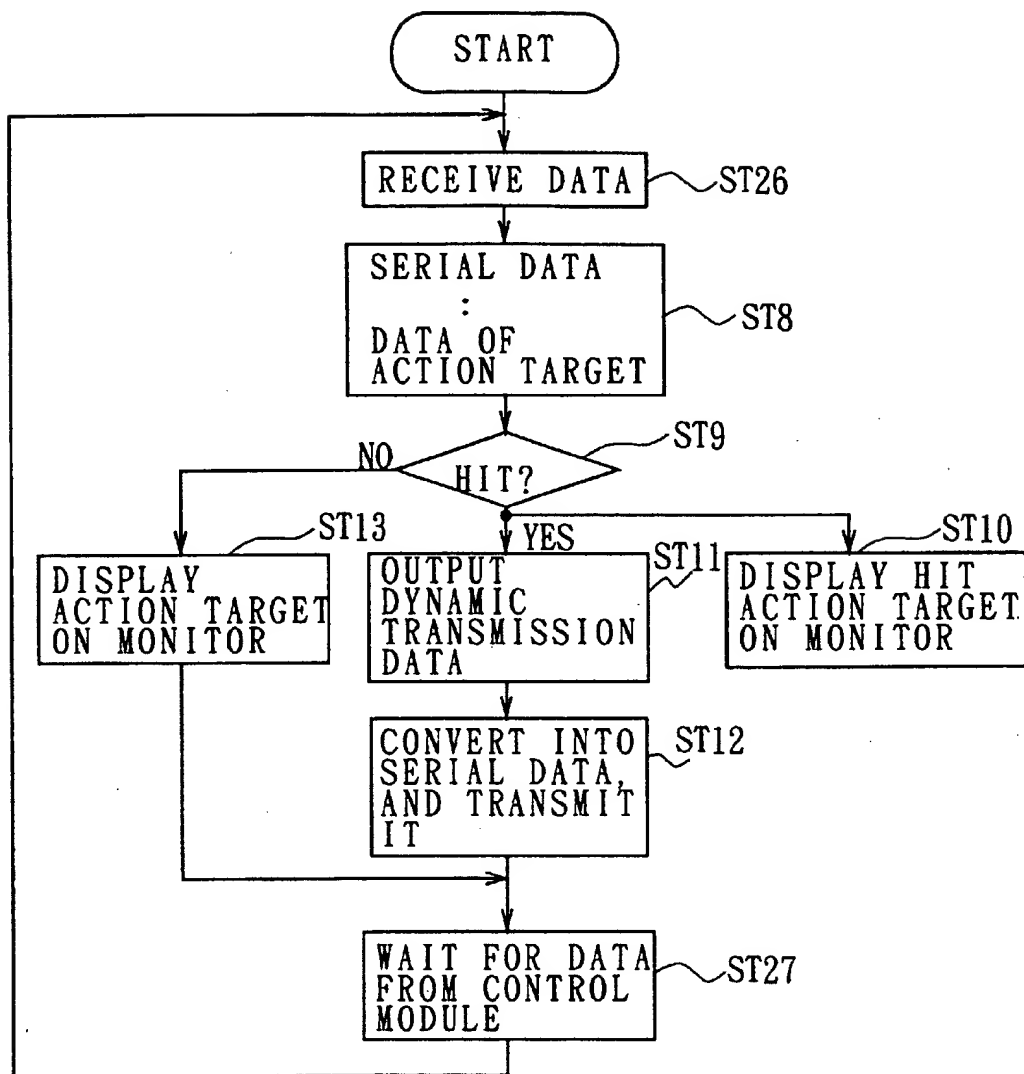 START
RECEIVE DATA
ST26
SERIAL DATA
:
DATA OF
ACTION TARGET
ST8
ST9
NO
HIT?
YES
ST13
DISPLAY
ACTION TARGET
ON MONITOR
ST11
OUTPUT
DYNAMIC
TRANSMISSION
DATA
ST10
DISPLAY HIT
ACTION TARGET
ON MONITOR
CONVERT INTO
SERIAL DATA,
AND TRANSMIT
IT
ST12
WAIT FOR DATA
FROM CONTROL
MODULE
ST27